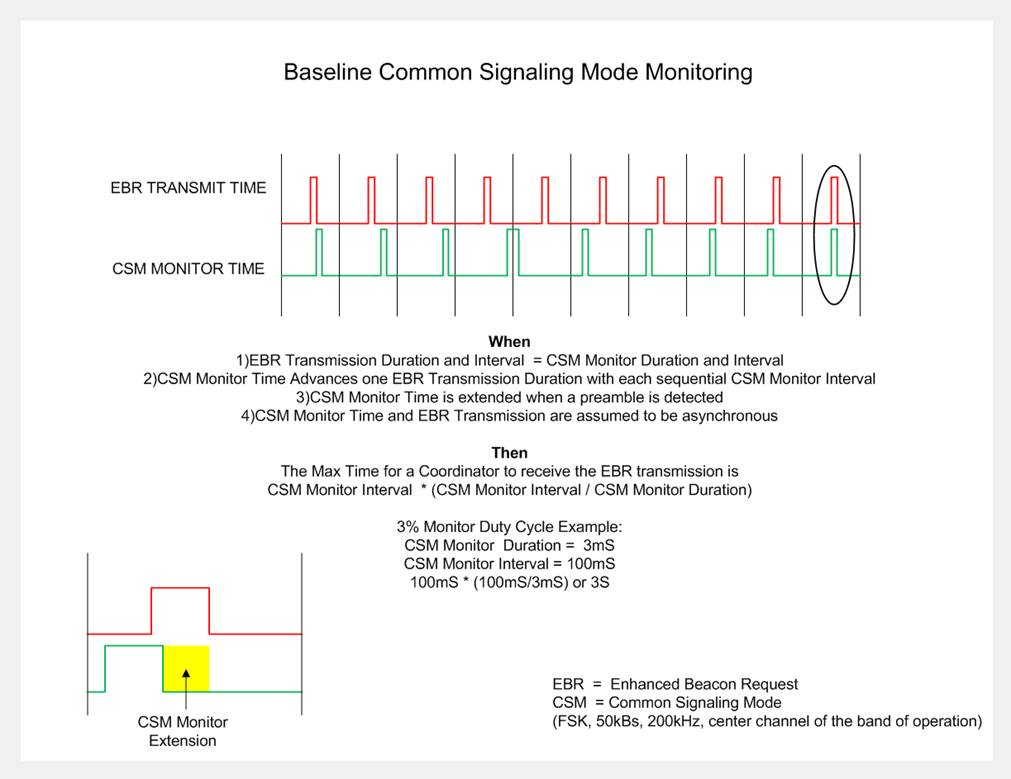 Baseline Common Signaling Mode Monitoring
EBR TRANSMIT TIME
CSM MONITOR TIME
When
1)EBR Transmission Duration and Interval  = CSM Monitor Duration and Interval
2)CSM Monitor Time Advances one EBR Transmission Duration with each sequential CSM Monitor Interval
3)CSM Monitor Time is extended when a preamble is detected
4)CSM Monitor Time and EBR Transmission are assumed to be asynchronous
Then
The Max Time for a Coordinator to receive the EBR transmission is
CSM Monitor Interval  * (CSM Monitor Interval / CSM Monitor Duration)
3% Monitor Duty Cycle Example:
CSM Monitor  Duration =  3mS
CSM Monitor Interval = 100mS
100mS * (100mS/3mS) or 3S
CSM Monitor
Extension
EBR  =  Enhanced Beacon Request
CSM  = Common Signaling Mode
(FSK, 50kBs, 200kHz, center channel of the band of operation)